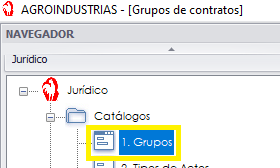 AGROINDUSTRIAS - [Grupos de contratos]
NAVEGADOR
Jurídico
Jurídico
Catálogos
1. Grupos
2. Tipos de Actos